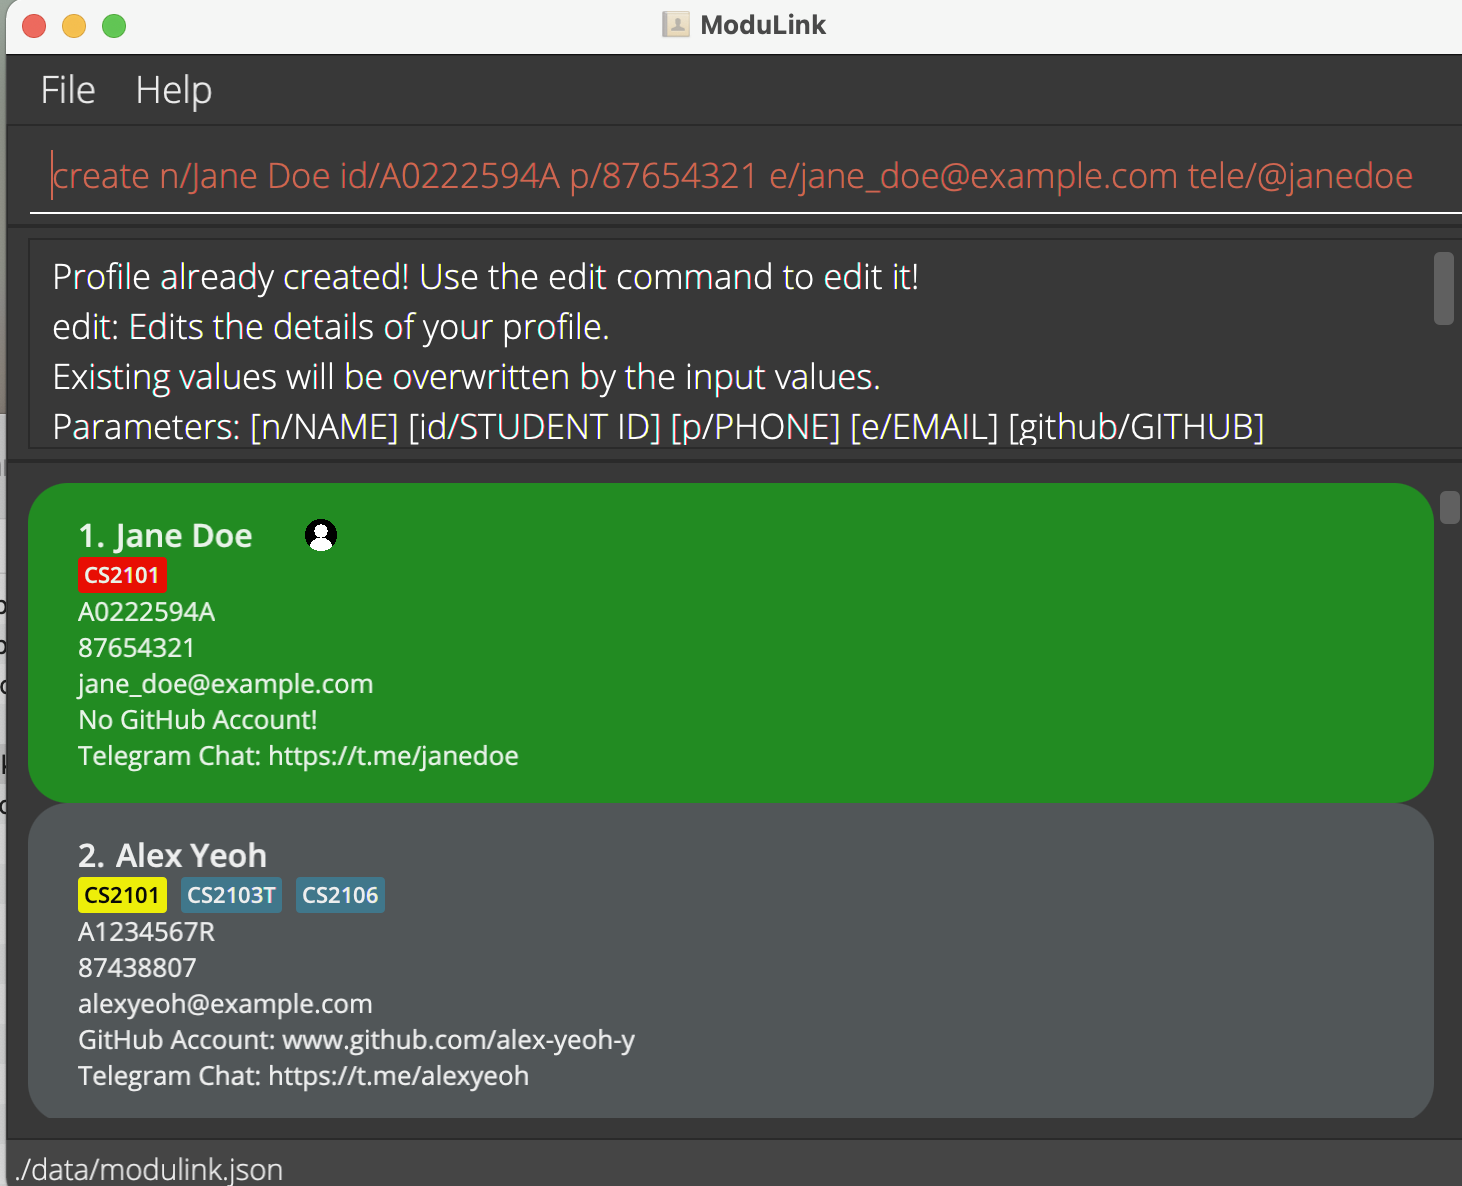 ModuLink
File Help
create n/Jane Doe id/A0222594A p/87654321 e/jane_doe@example.com tele/@janedoe
Profile already created! Use the edit command to edit it!
edit: Edits the details of your profile.
Existing values will be overwritten by the input values.
Parameters: [n/NAME] [id/STUDENT ID] [p/PHONE] [e/EMAIL] [github/GITHUB]
1. Jane Doe
CS2101
A0222594A
87654321
jane_doe@example.com
No GitHub Account!
Telegram Chat: https://t.me/janedoe
2. Alex Yeoh
CS2101 CS2103T CS2106
A1234567R
87438807
alexyeoh@example.com
GitHub Account: www.github.com/alex-yeoh-y
Telegram Chat: https://t.me/alexyeoh
./data/modulink.json